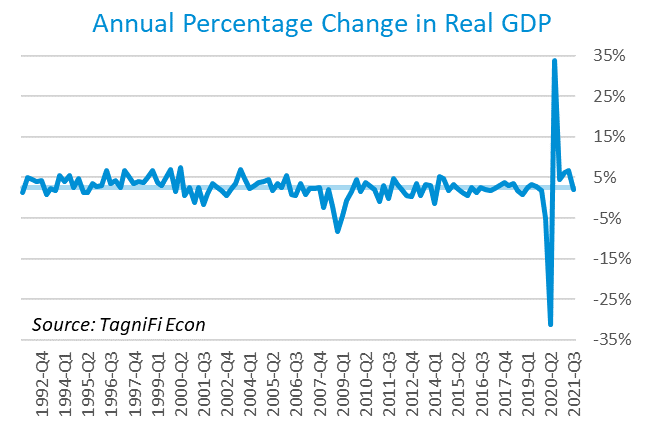 Annual Percentage Change in Real GDP
35%
25%
15%
5%
-5%
-15%
-25%
-35%
Source: TagniFi Econ
1992-Q4
1994-Q1
1995-Q2
1996-Q3
1997-Q4
1999-Q1
2000-Q2
2001-Q3
2002-Q4
2004-Q1
2005-Q2
2006-Q3
2007-Q4
2009-Q1
2010-Q2
2011-Q3
2012-Q4
2014-Q1
2015-Q2
2016-Q3
2017-Q4
2019-Q1
2020-Q2
2021-Q3